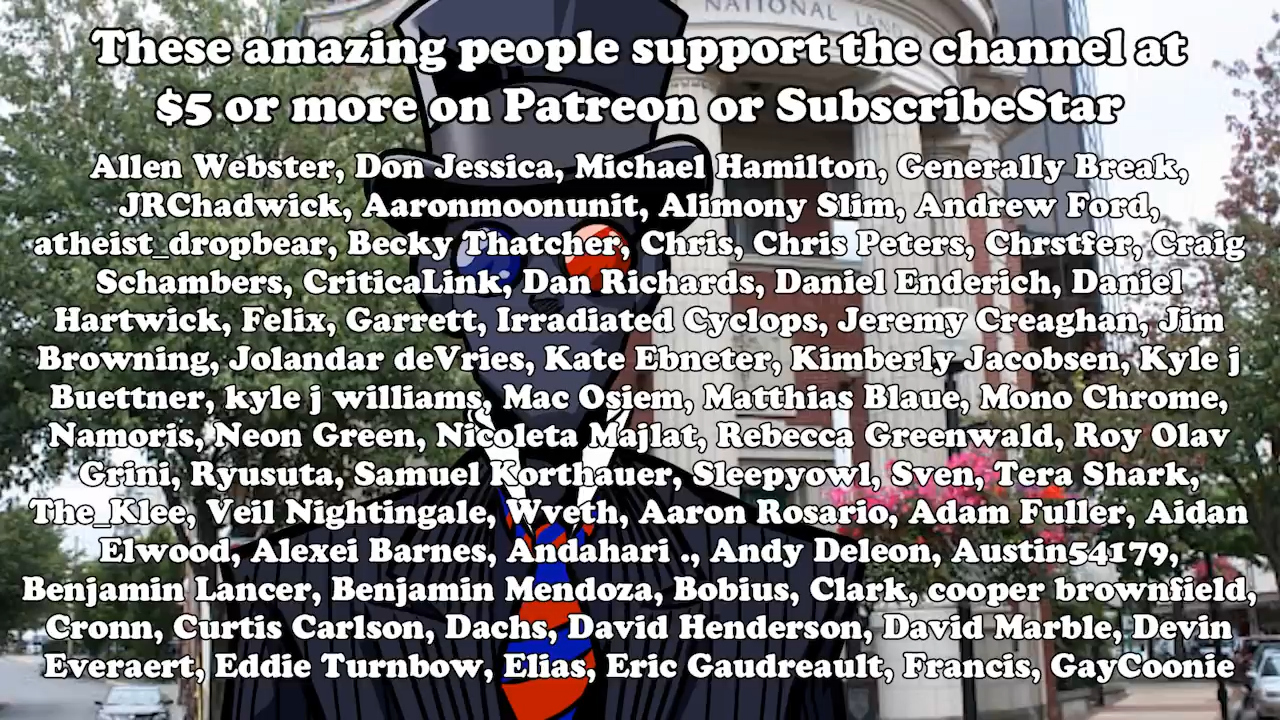 NATIONAL LAN
These amazing people support the channel at
$5 or more on Patreon or SubscribeStar
Allen Webster, Don Jessica, Michael Hamilton, Generally Break,
JRChadwick, Aaronmoonunit, Alimony Slim, Andrew Ford,
atheist_dropbear, Becky Thatcher, Chris, Chris Peters, Chrstfer, Craig
Schambers, CriticaLink, Dan Richards, Daniel Enderich, Daniel
Hartwick, Felix, Garrett, Irradiated Cyclops, Jeremy Creaghan, Jim
Browning, Jolandar deVries, Kate Ebneter, Kimberly Jacobsen, Kyle j
Buettner, kyle j williams, Mac Osiem, Matthias Blaue, Mono Chrome,
Namoris, Neon Green, Nicoleta Majlat, Rebecca Greenwald, Roy Olav
Grini, Ryusuta, Samuel Korthauer, Sleepyowl, Sven, Tera Shark,
The_Klee, Veil Nightingale, Wveth, Aaron Rosario, Adam Fuller, Aidan
Elwood, Alexei Barnes, Andahari ., Andy Deleon, Austin54179,
Benjamin Lancer, Benjamin Mendoza, Bobius, Clark, cooper brownfield,
Cronn, Curtis Carlson, Dachs, David Henderson, David Marble, Devin
Everaert, Eddie Turnbow, Elias, Eric Gaudreault, Francis, GayCoonie